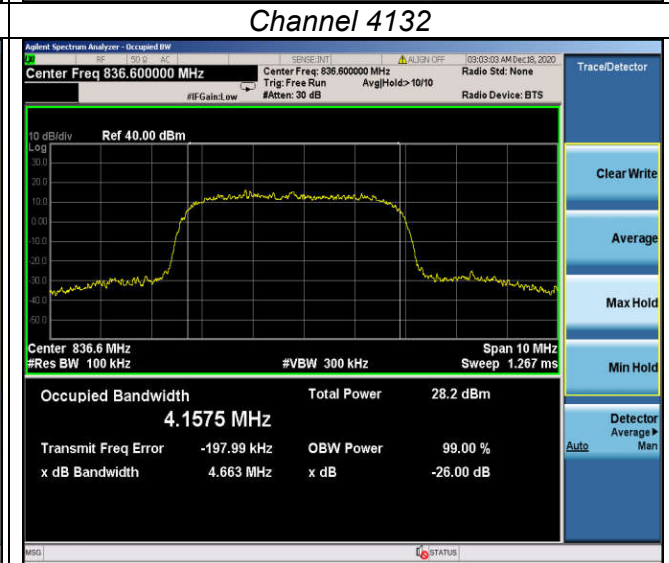 Channel 4132
Agilent Spectrum Analyzer - Occupied BW
RF 50 Ω AC SENSE:INT ALIGN OFF 03:03:03 AM Dec 18, 2020
Center Freq 836.600000 MHz
Center Freq: 836.600000 MHz Radio Std: None
Trig: Free Run Avg|Hold:> 10/10
#IFGain:Low #Atten: 30 dB Radio Device: BTS
10 dB/div Ref 40.00 dBm
Log
30.0
20.0
10.0
0.00
-10.0
-20.0
-30.0
-40.0
-50.0
Center 836.6 MHz Span 10 MHz
#Res BW 100 kHz #VBW 300 kHz Sweep 1.267 ms
Occupied Bandwidth Total Power 28.2 dBm
4.1575 MHz
Transmit Freq Error -197.99 kHz OBW Power 99.00 %
x dB Bandwidth 4.663 MHz x dB -26.00 dB
MSG STATUS
Trace/Detector
Clear Write
Average
Max Hold
Min Hold
Detector
Average
Auto Man